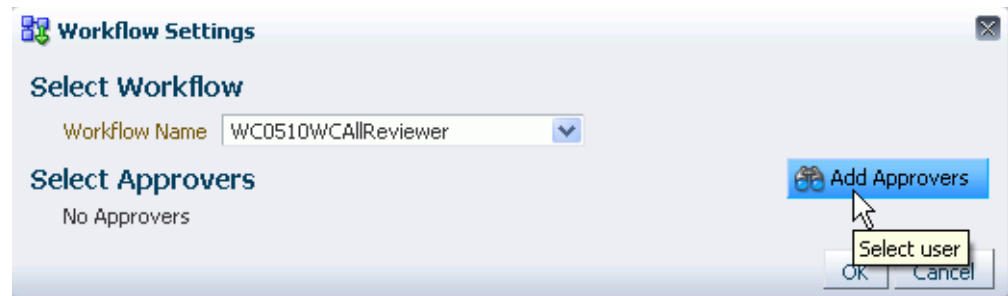 Workflow Settings
Select Workflow
Workflow Name WC0510WCAllReviewer
Select Approvers
Add Approvers
No Approvers
Select user
OK Cancel